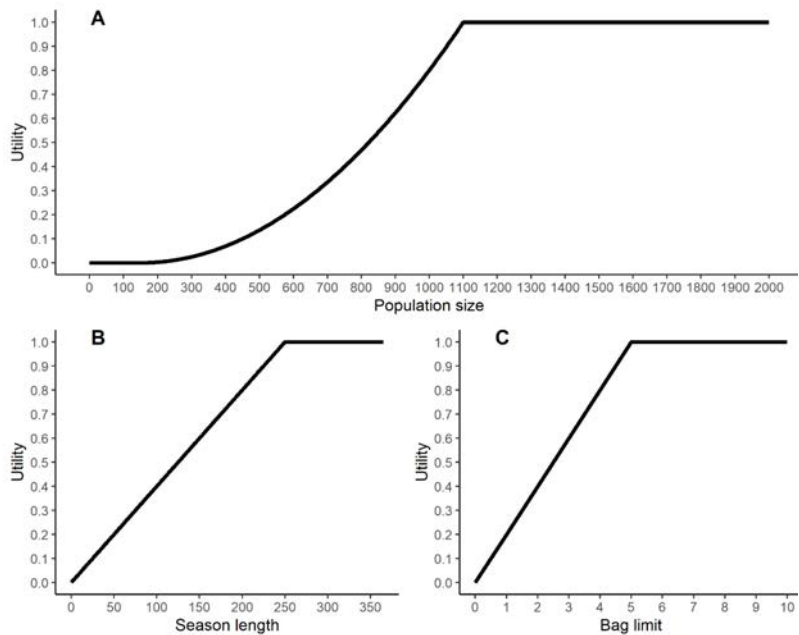 A
1.0
0.9
0.8
0.7
0.6
0.5
0.4
0.3
0.2
0.1
0.0
Utility
0 100 200 300 400 500 600 700 800 900 1000 1100 1200 1300 1400 1500 1600 1700 1800 1900 2000
Population size
B
1.0
0.9
0.8
0.7
0.6
0.5
0.4
0.3
0.2
0.1
0.0
Utility
0 50 100 150 200 250 300 350
Season length
C
1.0
0.9
0.8
0.7
0.6
0.5
0.4
0.3
0.2
0.1
0.0
Utility
0 1 2 3 4 5 6 7 8 9 10
Bag limit